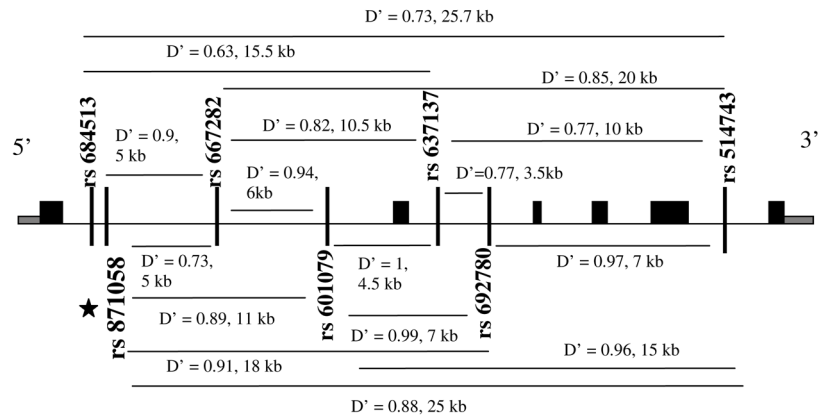 D’ = 0.73, 25.7 kb
D’ = 0.63, 15.5 kb
D’ = 0.85, 20 kb
5’
rs 684513
D’ = 0.9,
5 kb
rs 667282
D’ = 0.82, 10.5 kb
rs 637137
D’ = 0.77, 10 kb
rs 514743
3’
D’ = 0.94,
6kb
D’=0.77, 3.5kb
★
rs 871058
D’ = 0.73,
5 kb
rs 601079
D’ = 1,
4.5 kb
rs 692780
D’ = 0.97, 7 kb
D’ = 0.89, 11 kb
D’ = 0.99, 7 kb
D’ = 0.91, 18 kb
D’ = 0.96, 15 kb
D’ = 0.88, 25 kb